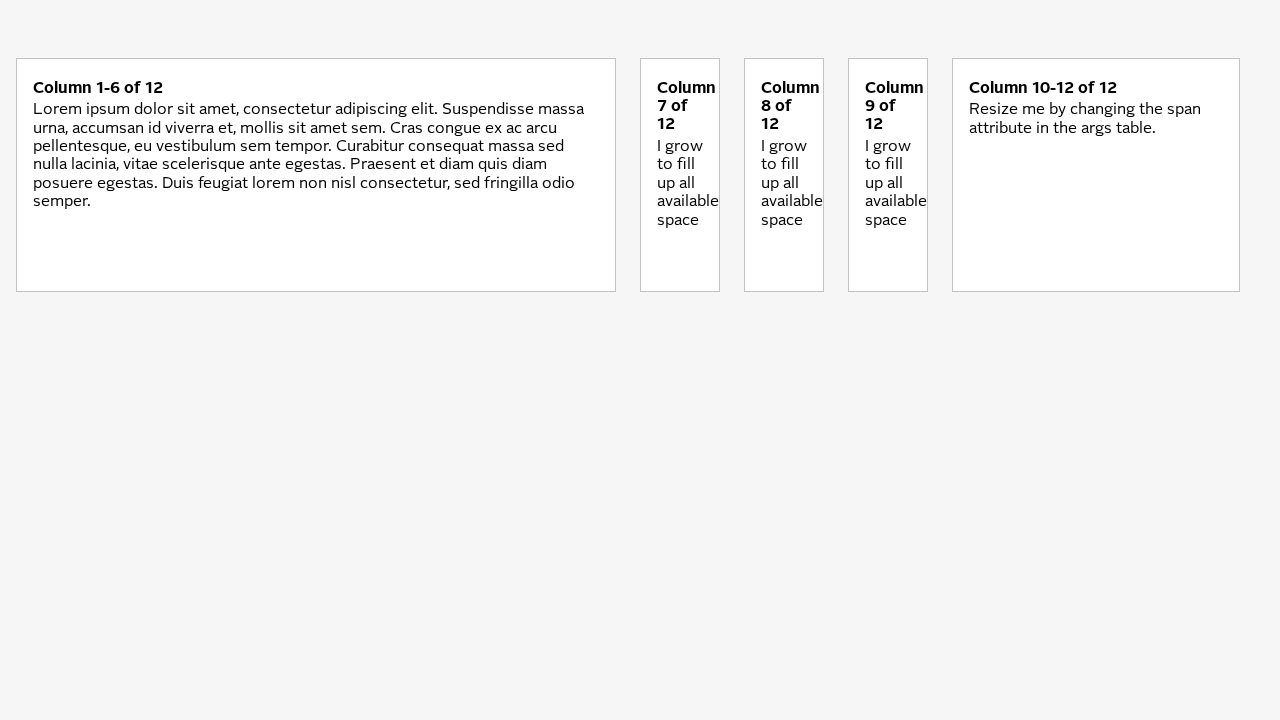 Column 1-6 of 12
Lorem ipsum dolor sit amet, consectetur adipiscing elit. Suspendisse massa
urna, accumsan id viverra et, mollis sit amet sem. Cras congue ex ac arcu
pellentesque, eu vestibulum sem tempor. Curabitur consequat massa sed
nulla lacinia, vitae scelerisque ante egestas. Praesent et diam quis diam
posuere egestas. Duis feugiat lorem non nisl consectetur, sed fringilla odio
semper.
Column
7 of
12
I grow
to fill
up all
available
space
Column
8 of
12
I grow
to fill
up all
available
space
Column
9 of
12
I grow
to fill
up all
available
space
Column 10-12 of 12
Resize me by changing the span
attribute in the args table.